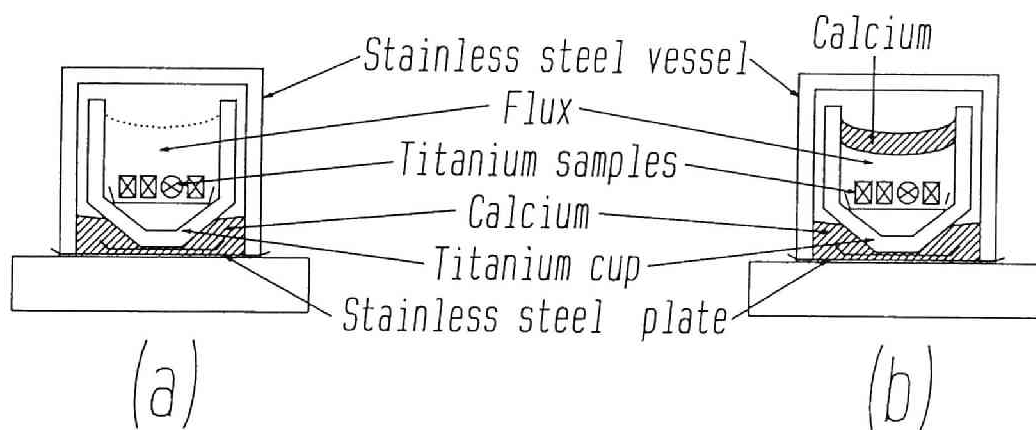 Calcium
Stainless steel vessel
Flux
Titanium samples
Calcium
Titanium cup
Stainless steel plate
(a)
(b)